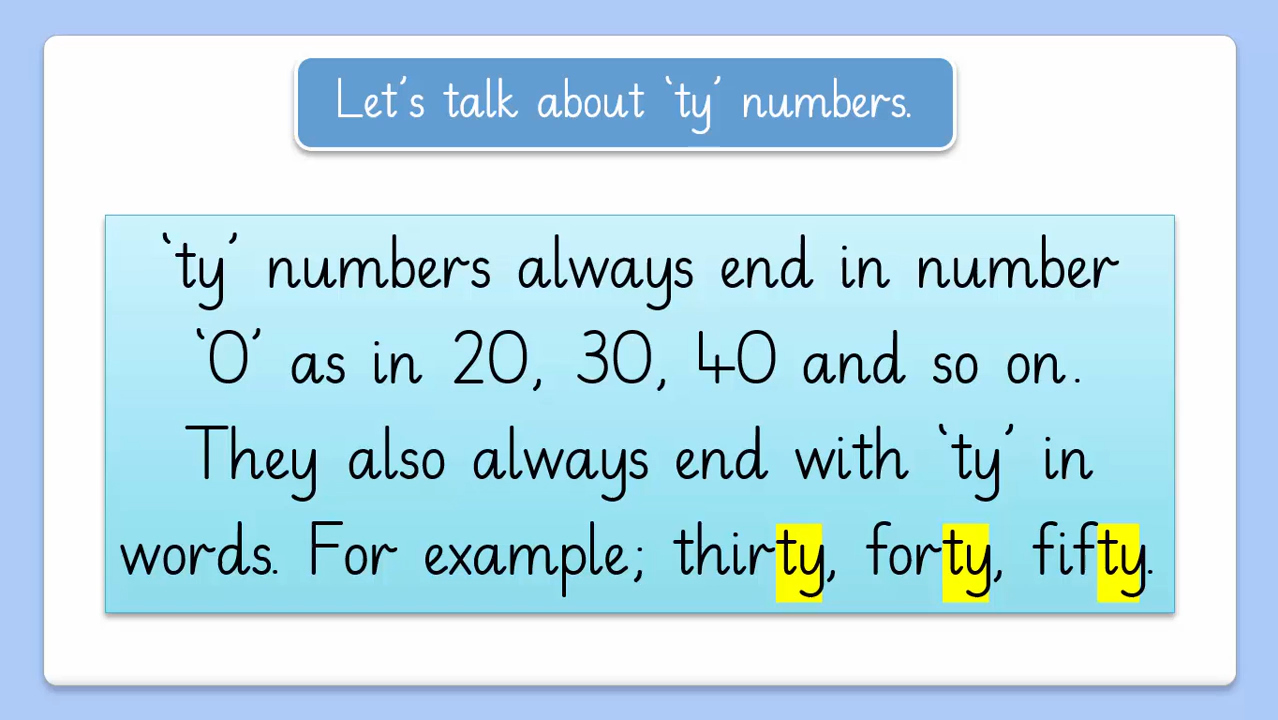 Let's talk about ‘ty’ numbers.
‘ty’ numbers always end in number
‘0’ as in 20, 30, 40 and so on.
They also always end with ‘ty’ in
words. For example; thirty, forty, fifty.